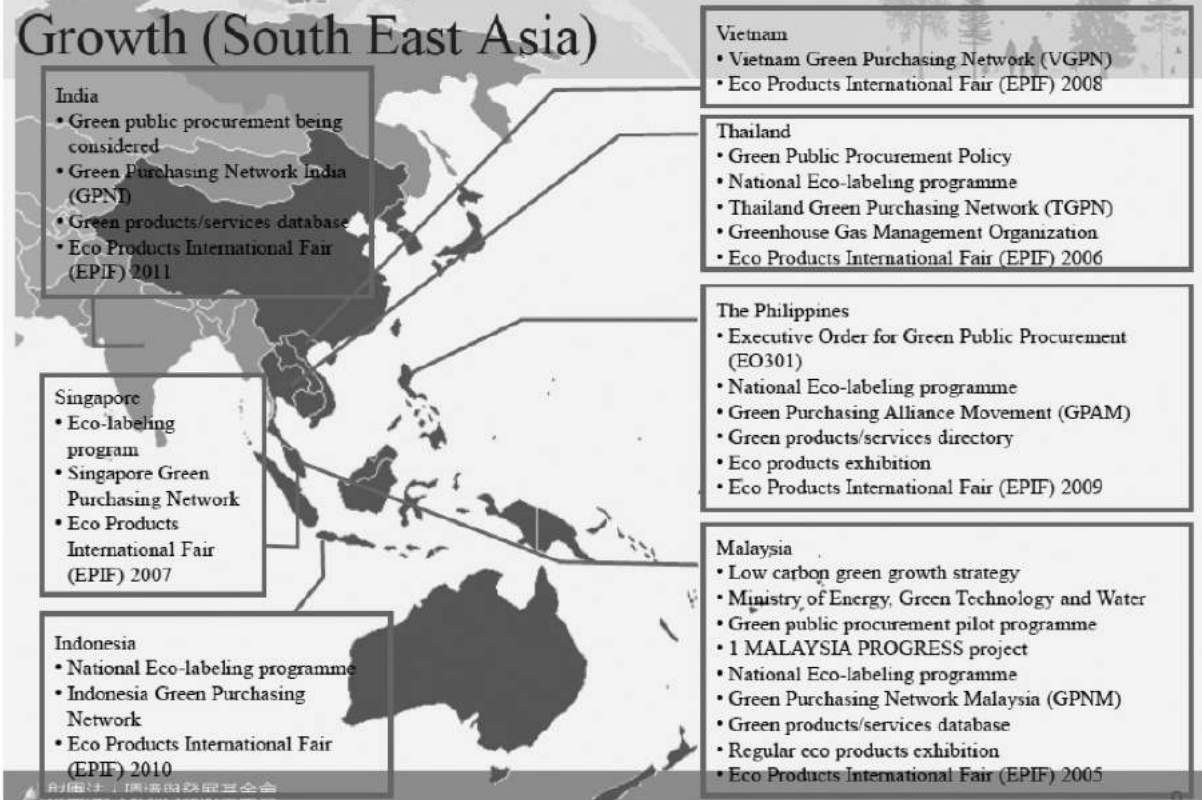 Growth (South East Asia)
India
• Green public procurement being
considered
• Green Purchasing Network India
(GPNI)
• Green products/services database
• Eco Products International Fair
(EPIF) 2011
Singapore
• Eco-labeling
program
• Singapore Green
Purchasing Network
• Eco Products
International Fair
(EPIF) 2007
Indonesia
• National Eco-labeling programme
• Indonesia Green Purchasing
Network
• Eco Products International Fair
(EPIF) 2010
Vietnam
• Vietnam Green Purchasing Network (VGPN)
• Eco Products International Fair (EPIF) 2008
Thailand
• Green Public Procurement Policy
• National Eco-labeling programme
• Thailand Green Purchasing Network (TGPN)
• Greenhouse Gas Management Organization
• Eco Products International Fair (EPIF) 2006
The Philippines
• Executive Order for Green Public Procurement
(EO301)
• National Eco-labeling programme
• Green Purchasing Alliance Movement (GPAM)
• Green products/services directory
• Eco products exhibition
• Eco Products International Fair (EPIF) 2009
Malaysia
• Low carbon green growth strategy
• Ministry of Energy, Green Technology and Water
• Green public procurement pilot programme
• 1 MALAYSIA PROGRESS project
• National Eco-labeling programme
• Green Purchasing Network Malaysia (GPNM)
• Green products/services database
• Regular eco products exhibition
• Eco Products International Fair (EPIF) 2005